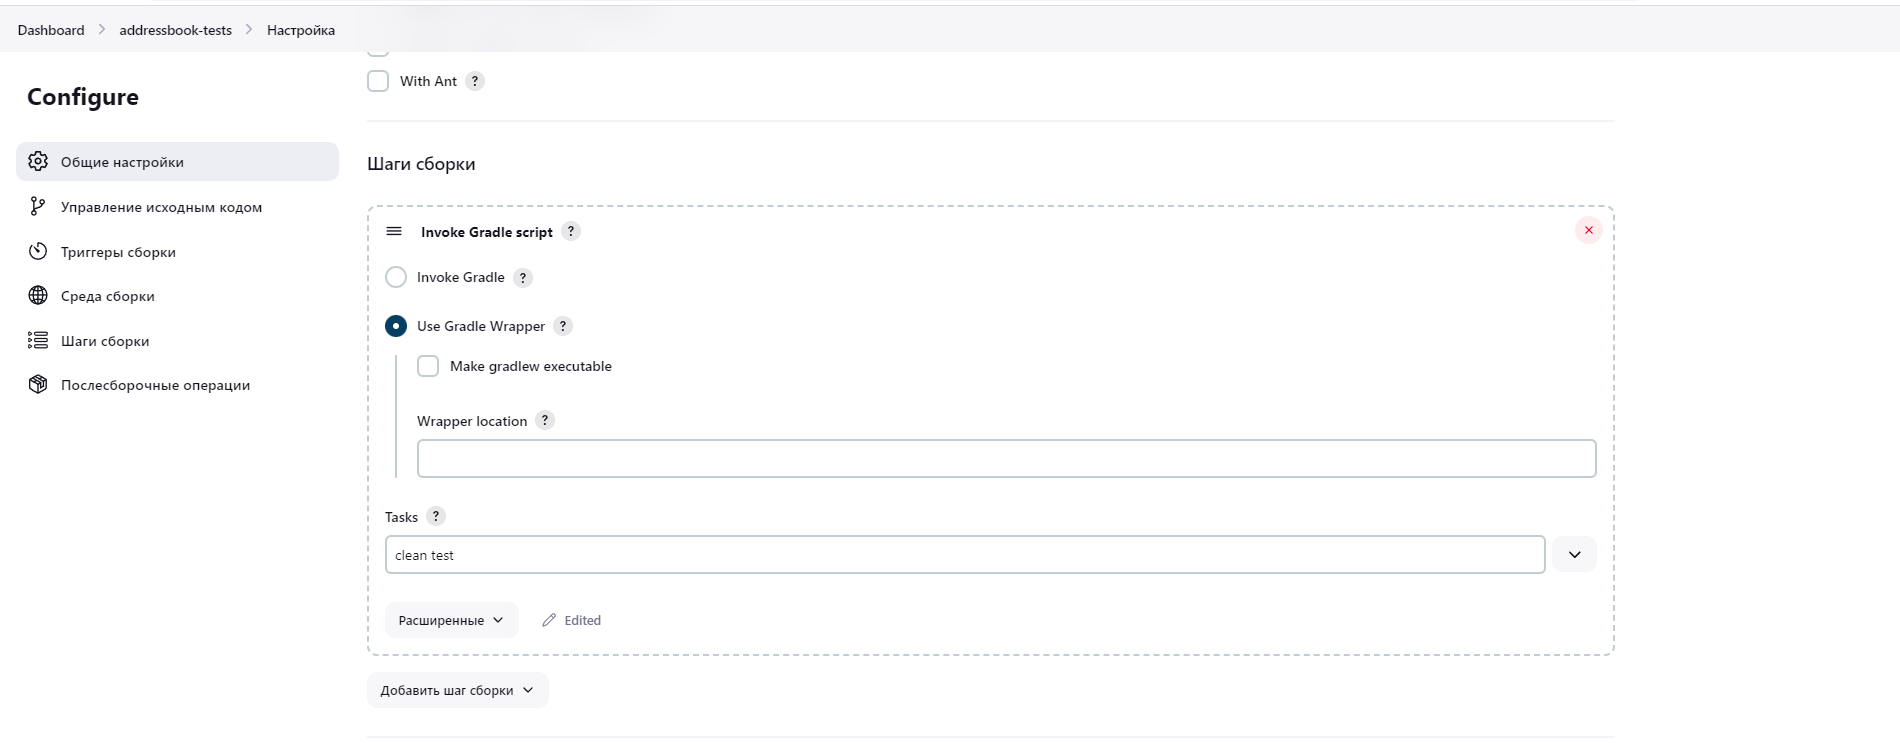 Dashboard addressbook-tests Настройка
Configure
Общие настройки
Управление исходным кодом
Триггеры сборки
Среда сборки
Шаги сборки
Послесборочные операции
With Ant ?
Шаги сборки
Invoke Gradle script ?
Invoke Gradle ?
Use Gradle Wrapper ?
Make gradlew executable
Wrapper location ?
Tasks ?
clean test
Расширенные Edited
Добавить шаг сборки